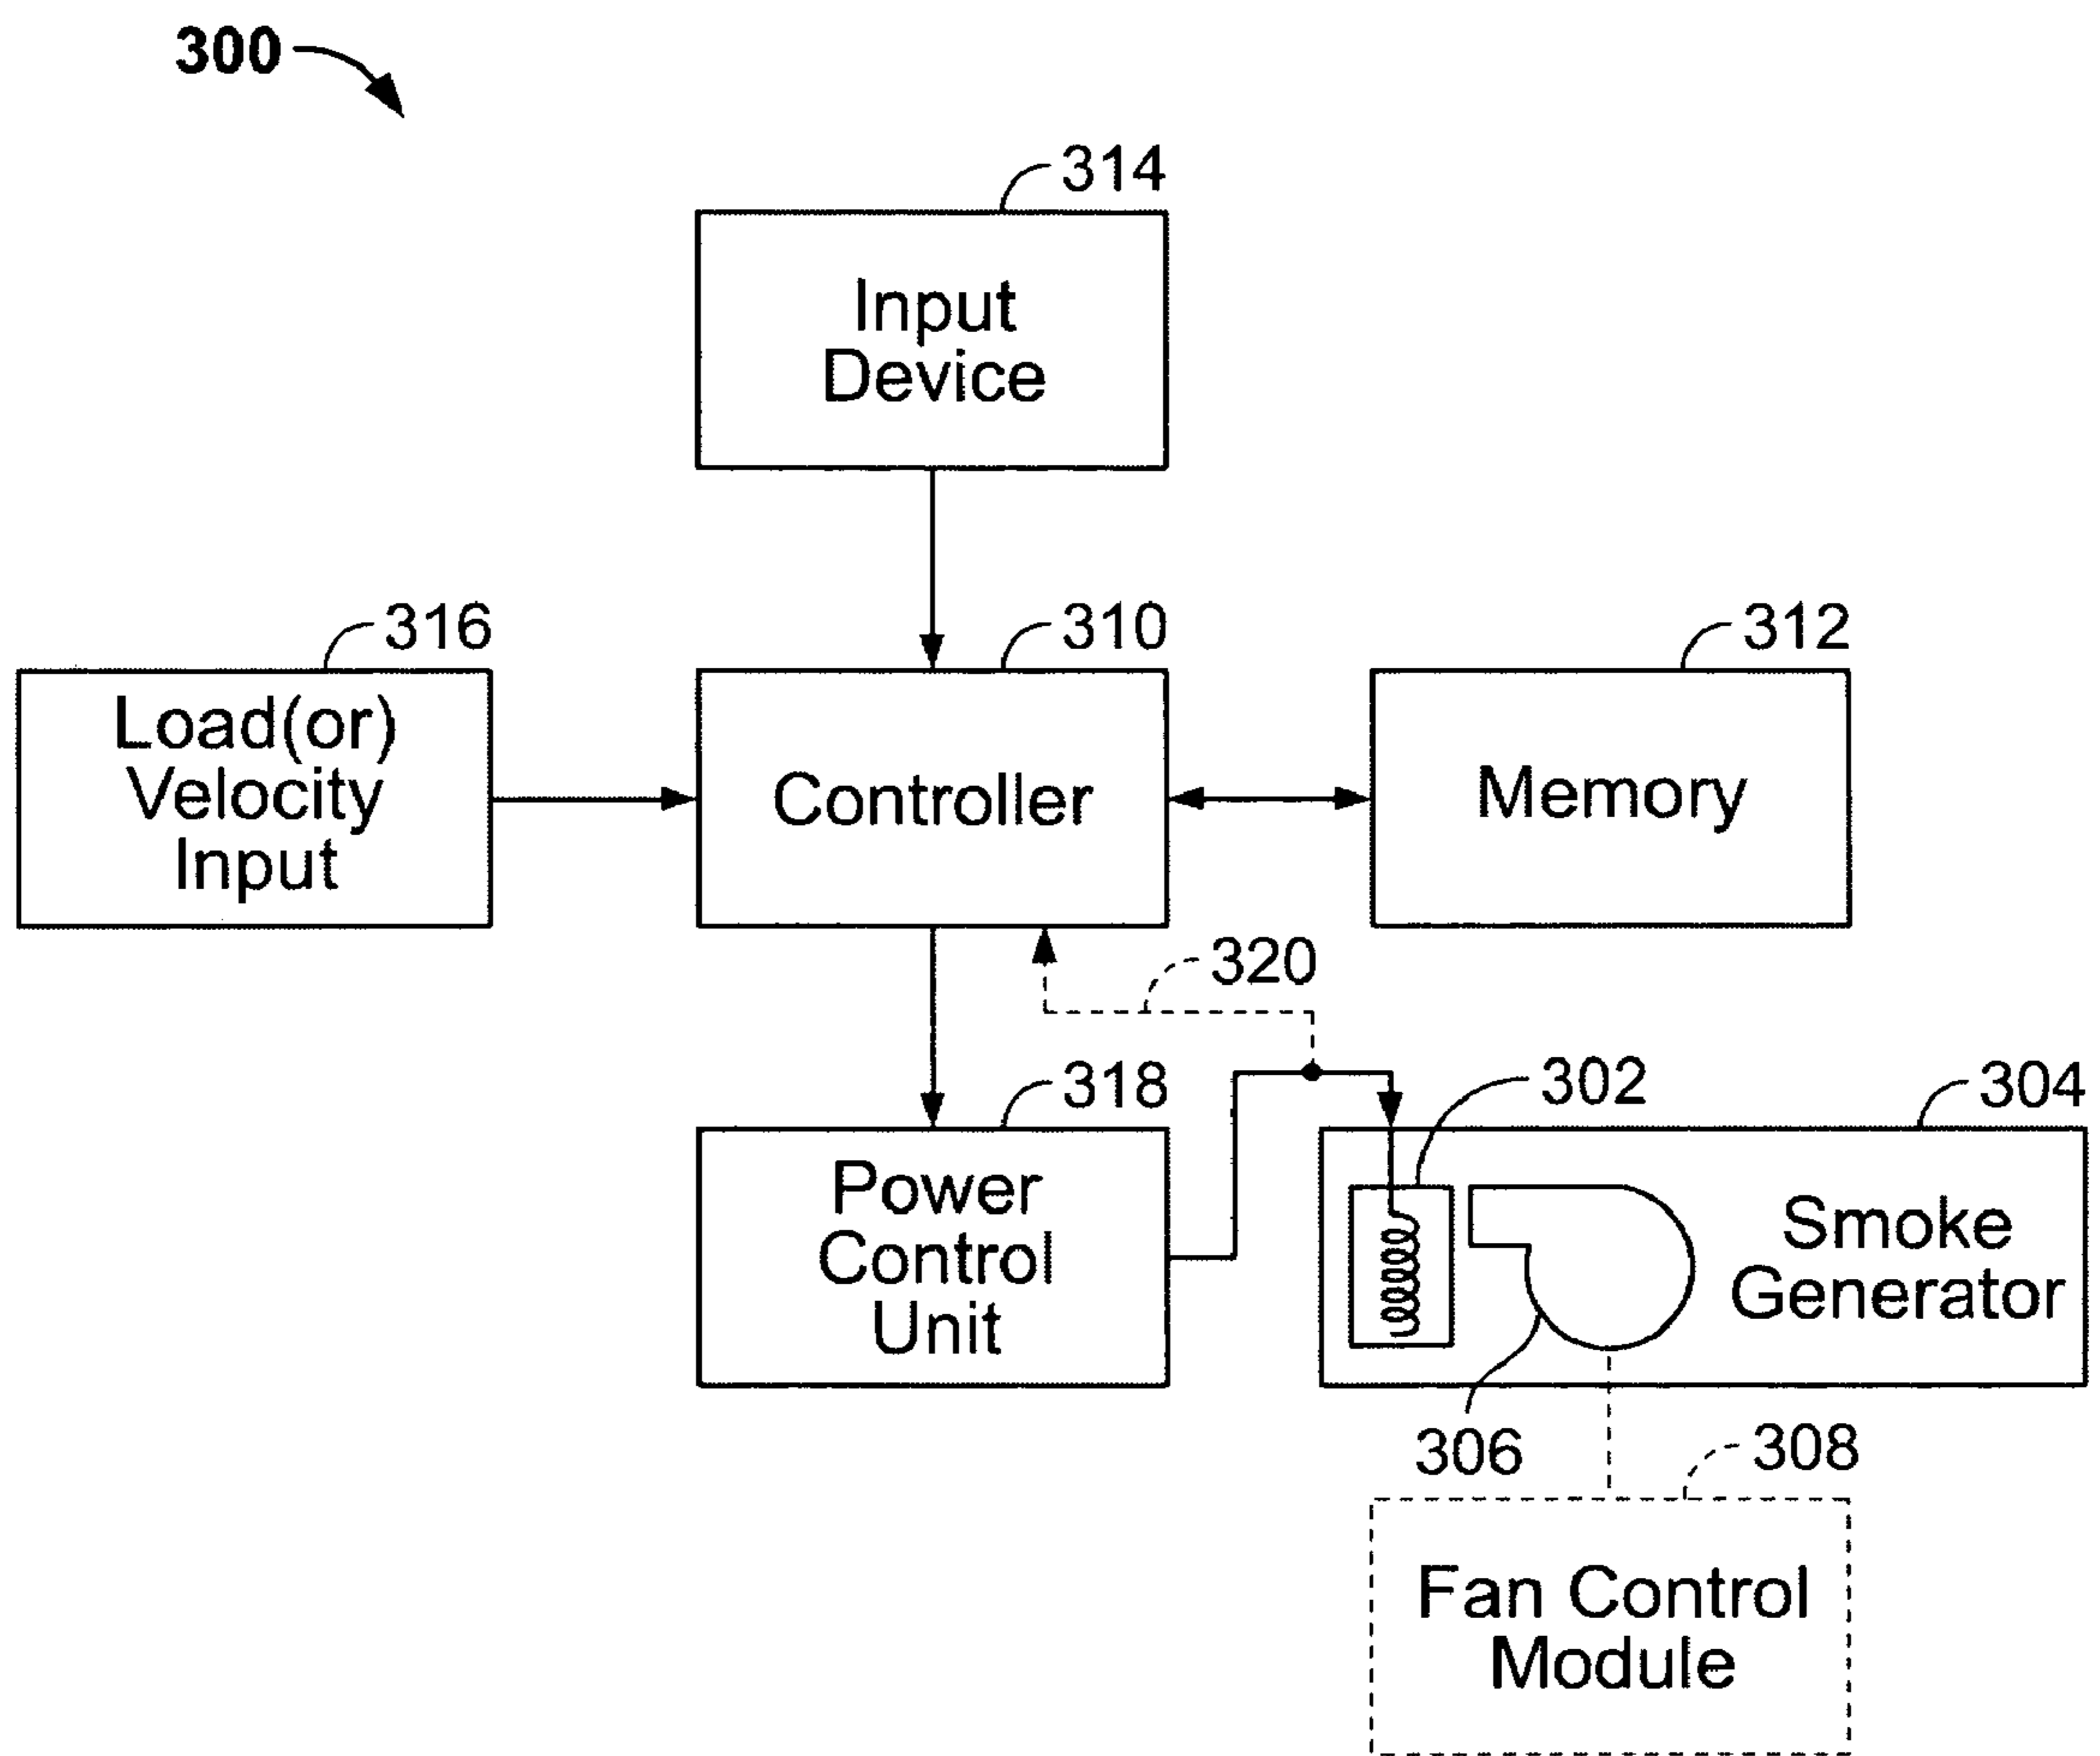 300
314
Input
Device
316
310
312
Load(or)
Velocity
Input
Controller
Memory
320
318
302
304
Power
Control
Unit
Smoke
Generator
306
308
Fan Control
Module